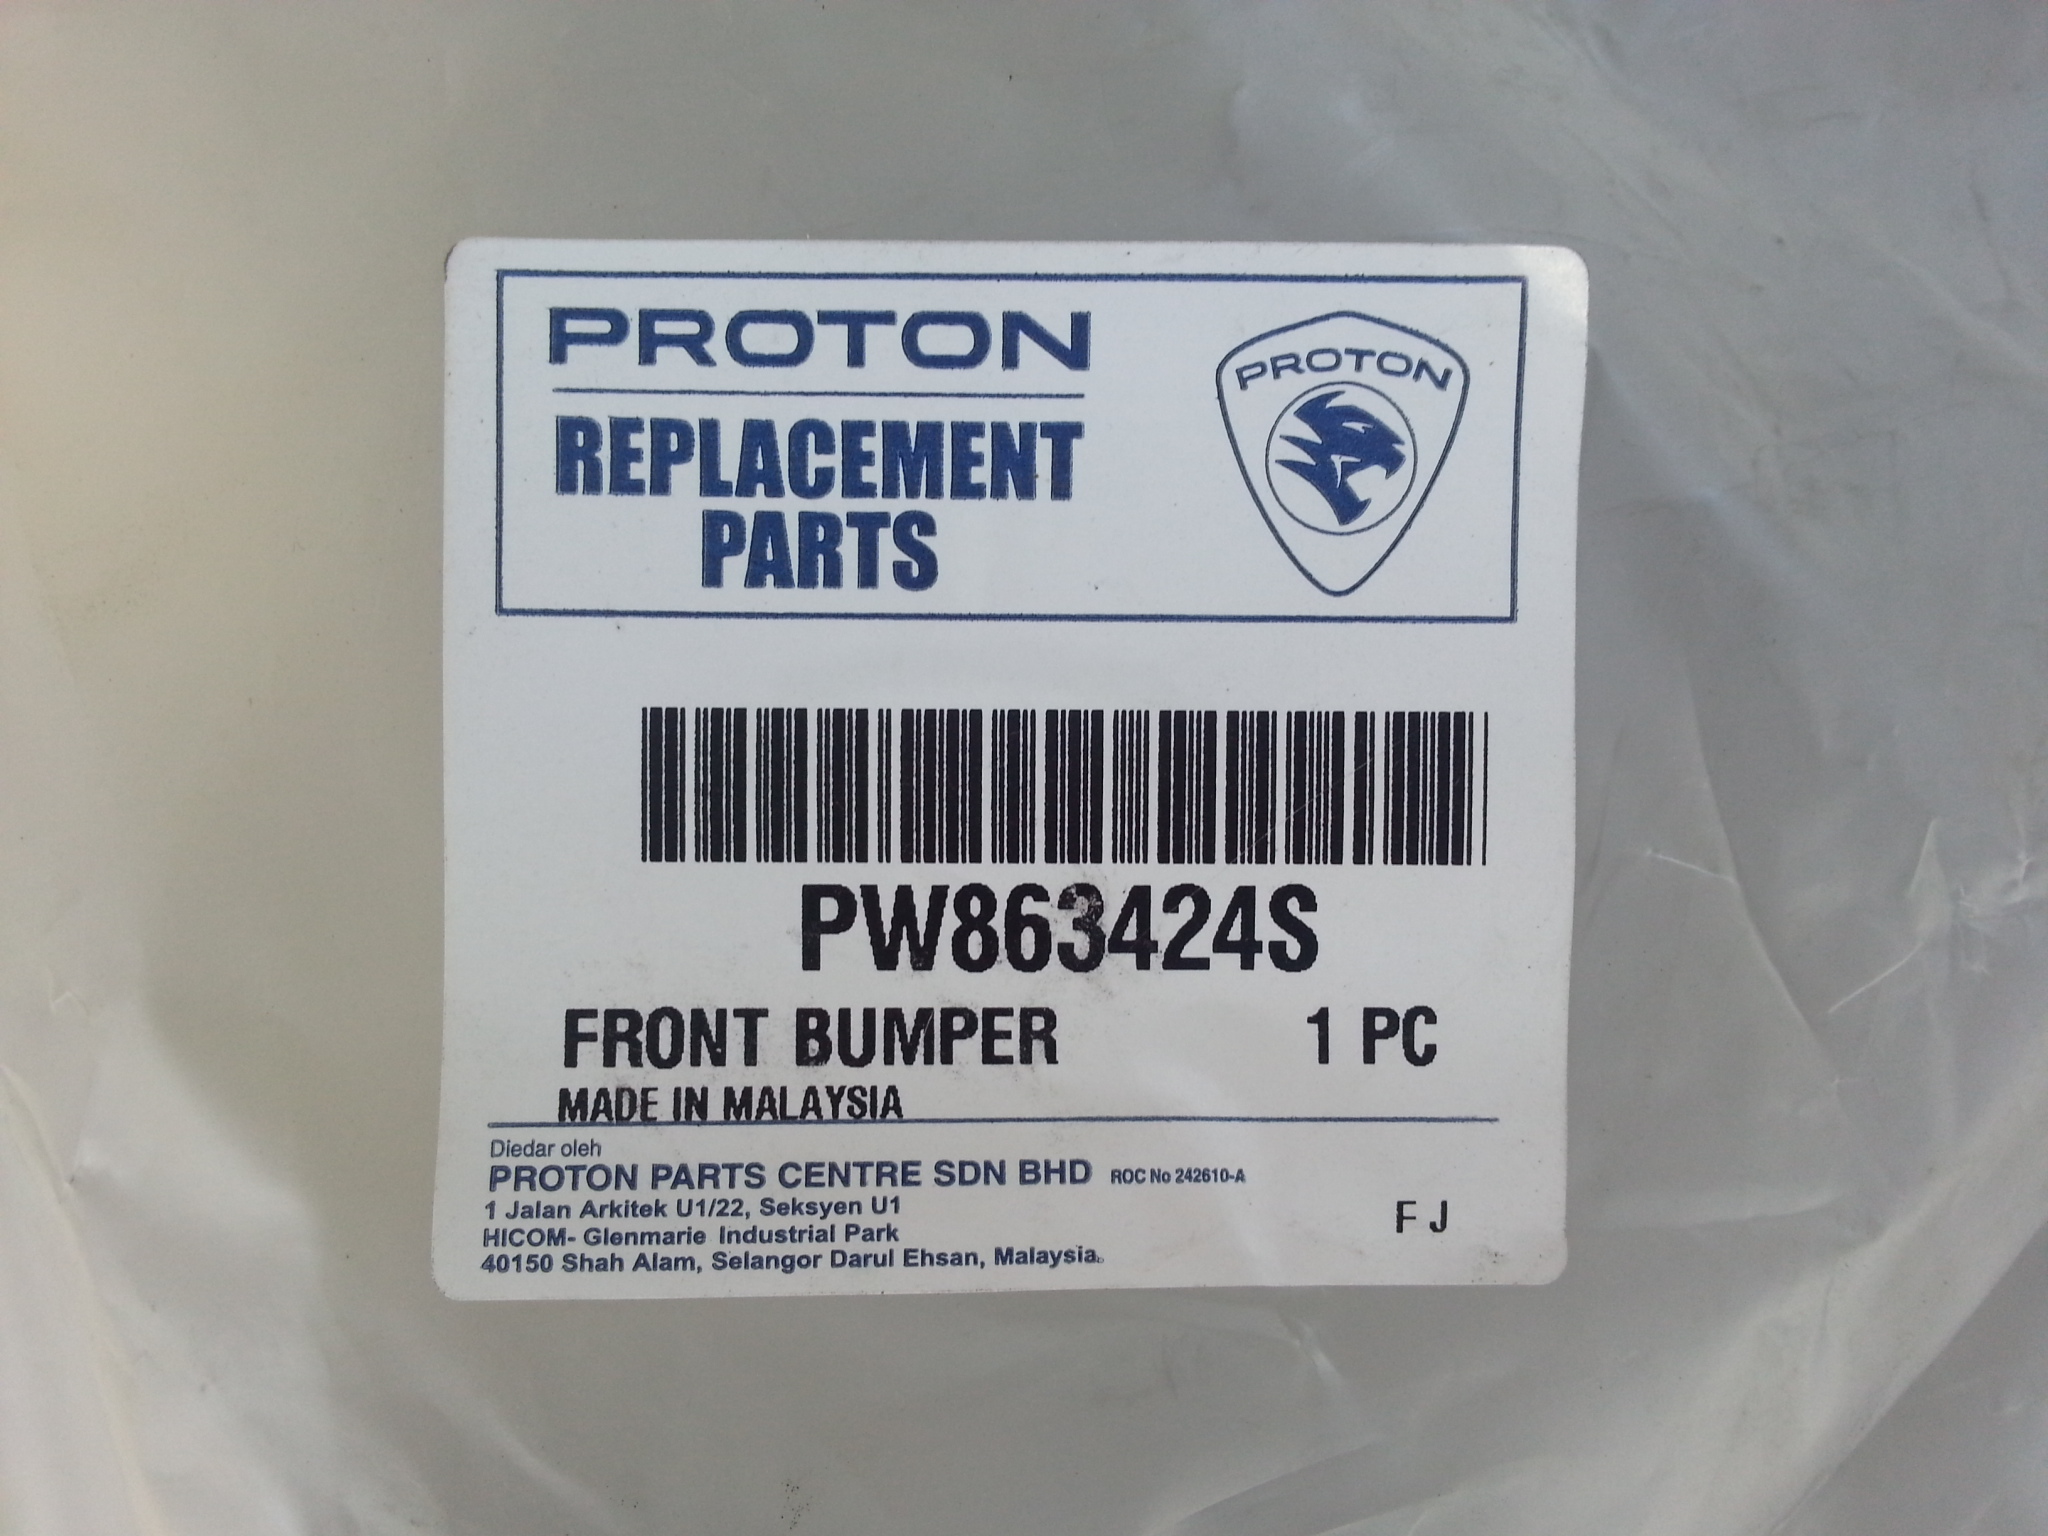 PROTON
REPLACEMENT
PARTS
PROTON
PW863424S
FRONT BUMPER 1 PC
MADE IN MALAYSIA
Diedar oleh
PROTON PARTS CENTRE SDN BHD ROC No 242610-A
1 Jalan Arkitek U1/22, Seksyen U1
HICOM- Glenmarie Industrial Park
40150 Shah Alam, Selangor Darul Ehsan, Malaysia.
F J